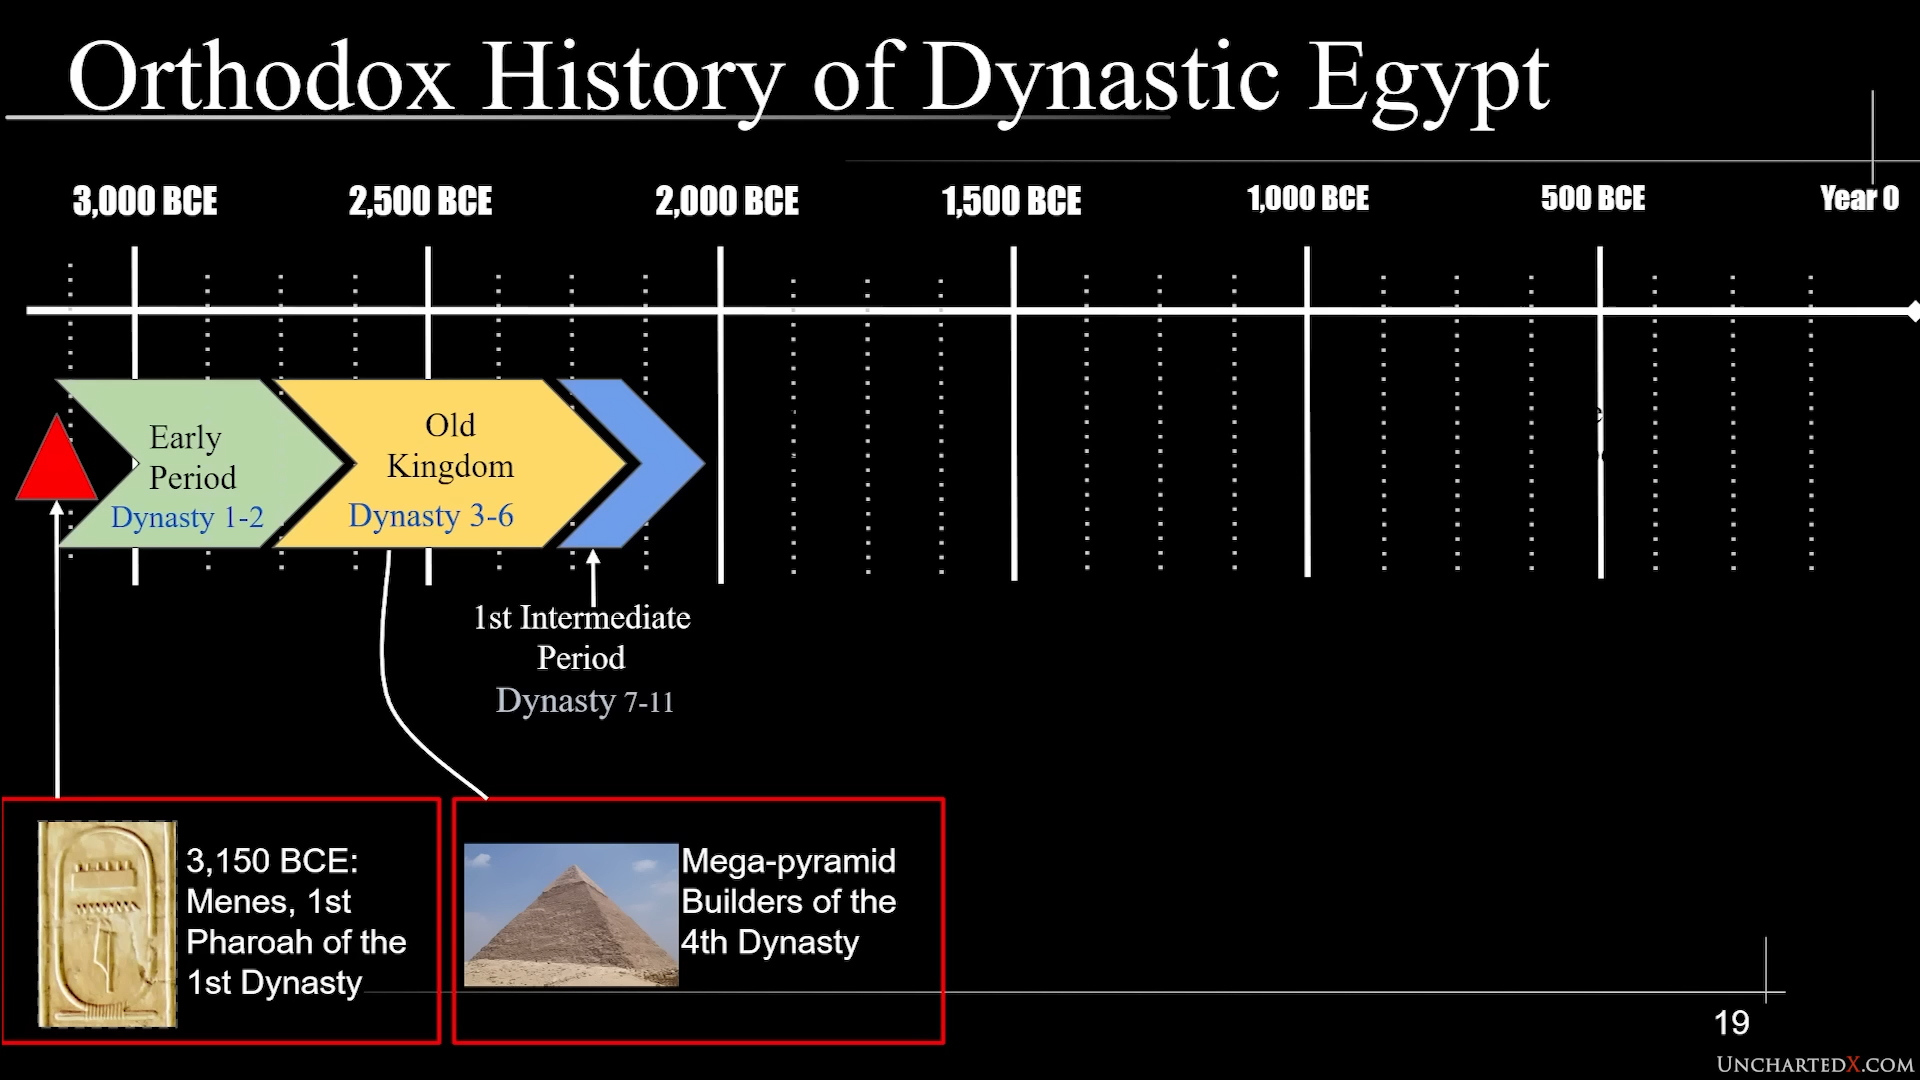 Orthodox History of Dynastic Egypt
3,000 BCE
2,500 BCE
2,000 BCE
1,500 BCE
1,000 BCE
500 BCE
Year 0
Early
Period
Dynasty 1-2
Old
Kingdom
Dynasty 3-6
1st Intermediate
Period
Dynasty 7-11
3,150 BCE:
Menes, 1st
Pharoah of the
1st Dynasty
Mega-pyramid
Builders of the
4th Dynasty
19
UNCHARTEDX.COM